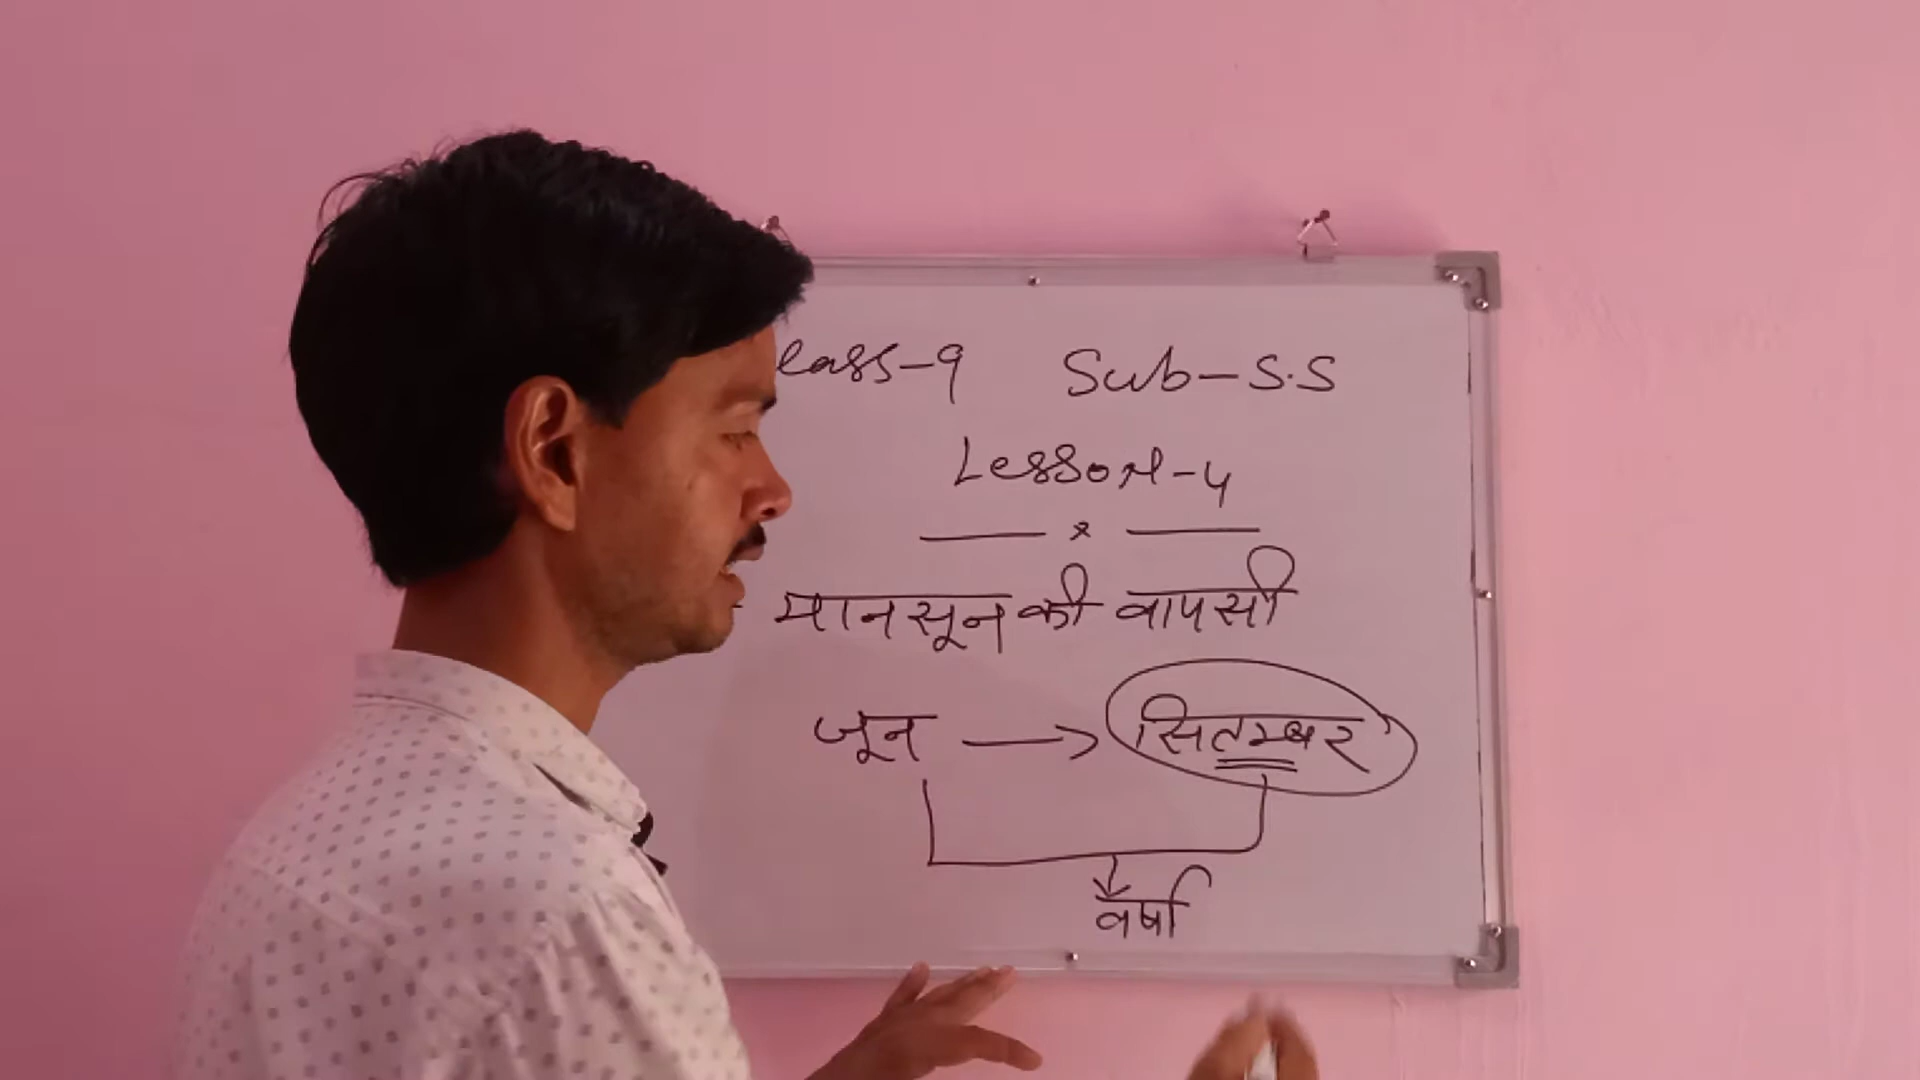 lass-9 Sub-S.S
Lesson-4
मानसून की वापसी
जून → सितम्बर
वर्षा